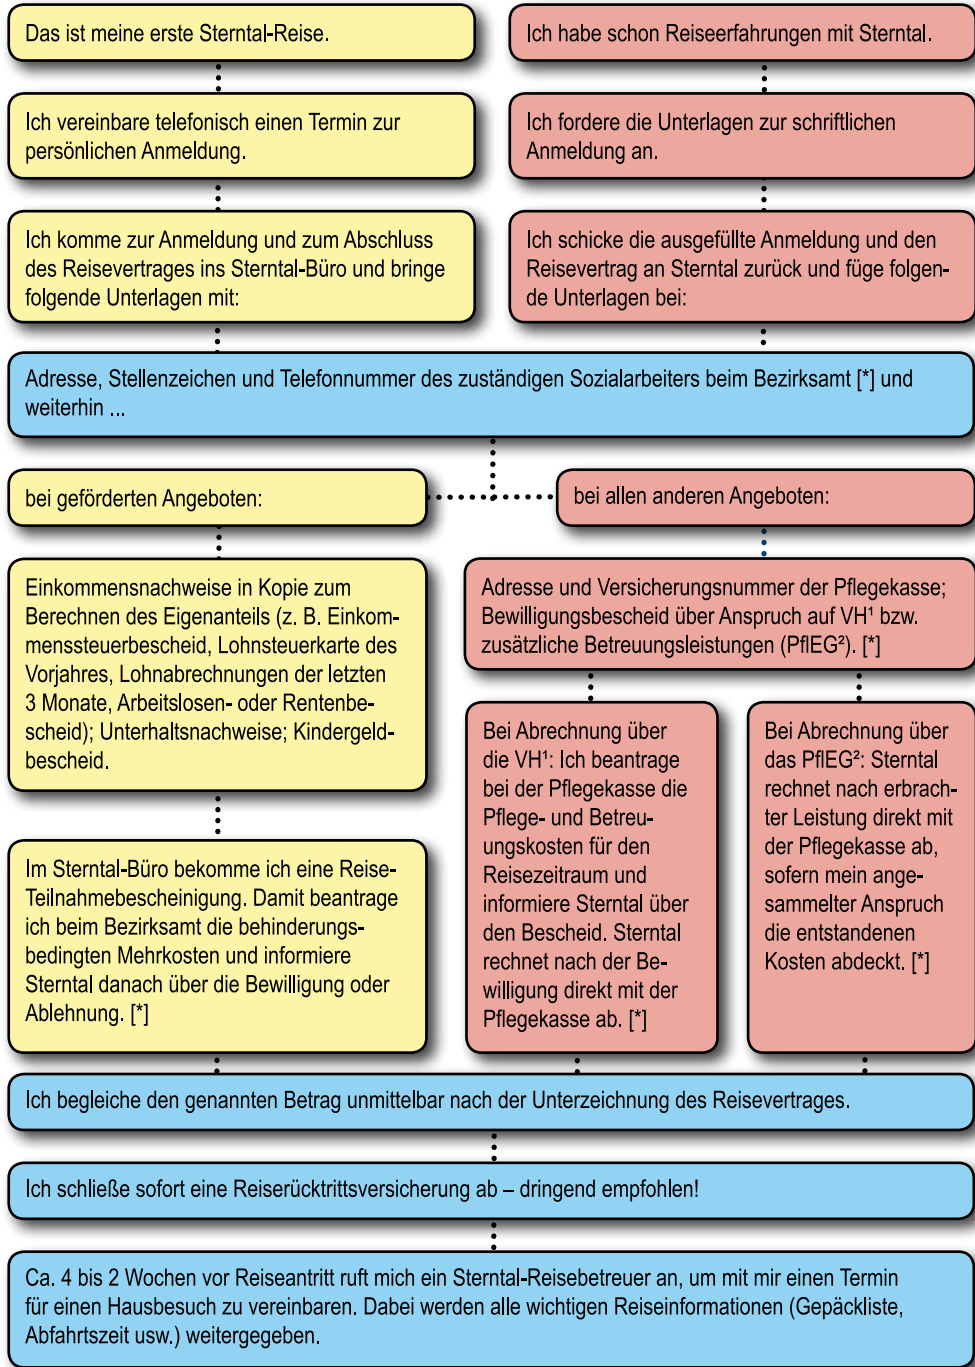 Das ist meine erste Sterntal-Reise.
Ich habe schon Reiseerfahrungen mit Sterntal.
Ich vereinbare telefonisch einen Termin zur
persönlichen Anmeldung.
Ich fordere die Unterlagen zur schriftlichen
Anmeldung an.
Ich komme zur Anmeldung und zum Abschluss
des Reisevertrages ins Sterntal-Büro und bringe
folgende Unterlagen mit:
Ich schicke die ausgefüllte Anmeldung und den
Reisevertrag an Sterntal zurück und füge folgen-
de Unterlagen bei:
Adresse, Stellenzeichen und Telefonnummer des zuständigen Sozialarbeiters beim Bezirksamt [*] und
weiterhin ...
bei geförderten Angeboten:
bei allen anderen Angeboten:
Einkommensnachweise in Kopie zum
Berechnen des Eigenanteils (z. B. Einkom-
menssteuerbescheid, Lohnsteuerkarte des
Vorjahres, Lohnabrechnungen der letzten
3 Monate, Arbeitslosen- oder Rentenbe-
scheid); Unterhaltsnachweise; Kindergeld-
bescheid.
Adresse und Versicherungsnummer der Pflegekasse;
Bewilligungsbescheid über Anspruch auf VH¹ bzw.
zusätzliche Betreuungsleistungen (PflEG²). [*]
Im Sterntal-Büro bekomme ich eine Reise-
Teilnahmebescheinigung. Damit beantrage
ich beim Bezirksamt die behinderungs-
bedingten Mehrkosten und informiere
Sterntal danach über die Bewilligung oder
Ablehnung. [*]
Bei Abrechnung über
die VH¹: Ich beantrage
bei der Pflegekasse die
Pflege- und Betreu-
ungskosten für den
Reisezeitraum und
informiere Sterntal über
den Bescheid. Sterntal
rechnet nach der Be-
willigung direkt mit der
Pflegekasse ab. [*]
Bei Abrechnung über
das PflEG²: Sterntal
rechnet nach erbrach-
ter Leistung direkt mit
der Pflegekasse ab,
sofern mein ange-
sammelter Anspruch
die entstandenen
Kosten abdeckt. [*]
Ich begleiche den genannten Betrag unmittelbar nach der Unterzeichnung des Reisevertrages.
Ich schließe sofort eine Reiserücktrittsversicherung ab – dringend empfohlen!
Ca. 4 bis 2 Wochen vor Reiseantritt ruft mich ein Sterntal-Reisebetreuer an, um mit mir einen Termin
für einen Hausbesuch zu vereinbaren. Dabei werden alle wichtigen Reiseinformationen (Gepäckliste,
Abfahrtszeit usw.) weitergegeben.